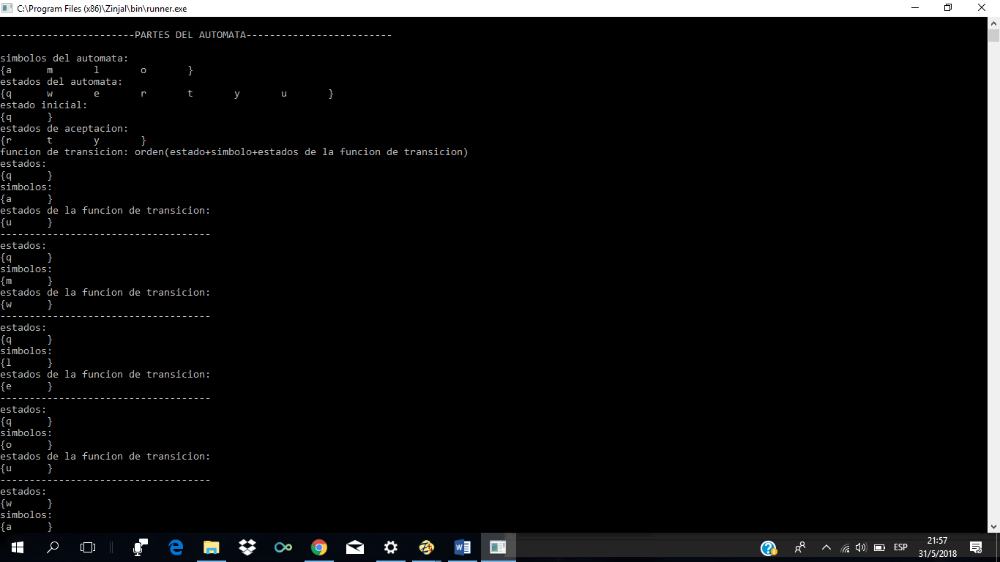 C:\Program Files (x86)\ZinjaI\bin\runner.exe
-----------------------PARTES DEL AUTOMATA-------------------------
simbolos del automata:
{a m l o }
estados del automata:
{q w e r t y u }
estado inicial:
{q }
estados de aceptacion:
{r t y }
funcion de transicion: orden(estado+simbolo+estados de la funcion de transicion)
estados:
{q }
simbolos:
{a }
estados de la funcion de transicion:
{u }
------------------------------------
estados:
{q }
simbolos:
{m }
estados de la funcion de transicion:
{w }
------------------------------------
estados:
{q }
simbolos:
{l }
estados de la funcion de transicion:
{e }
------------------------------------
estados:
{q }
simbolos:
{o }
estados de la funcion de transicion:
{u }
------------------------------------
estados:
{w }
simbolos:
{a }
ESP
21:57
31/5/2018